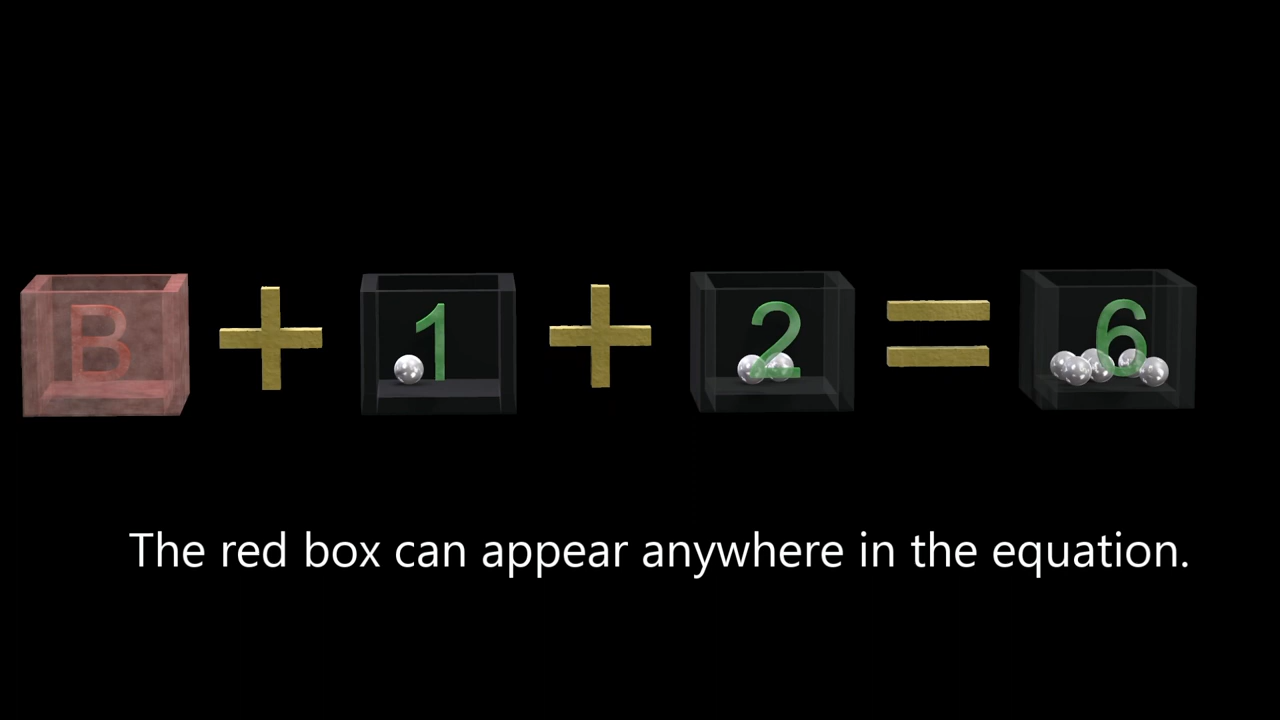 B + 1 + 2 = 6
The red box can appear anywhere in the equation.